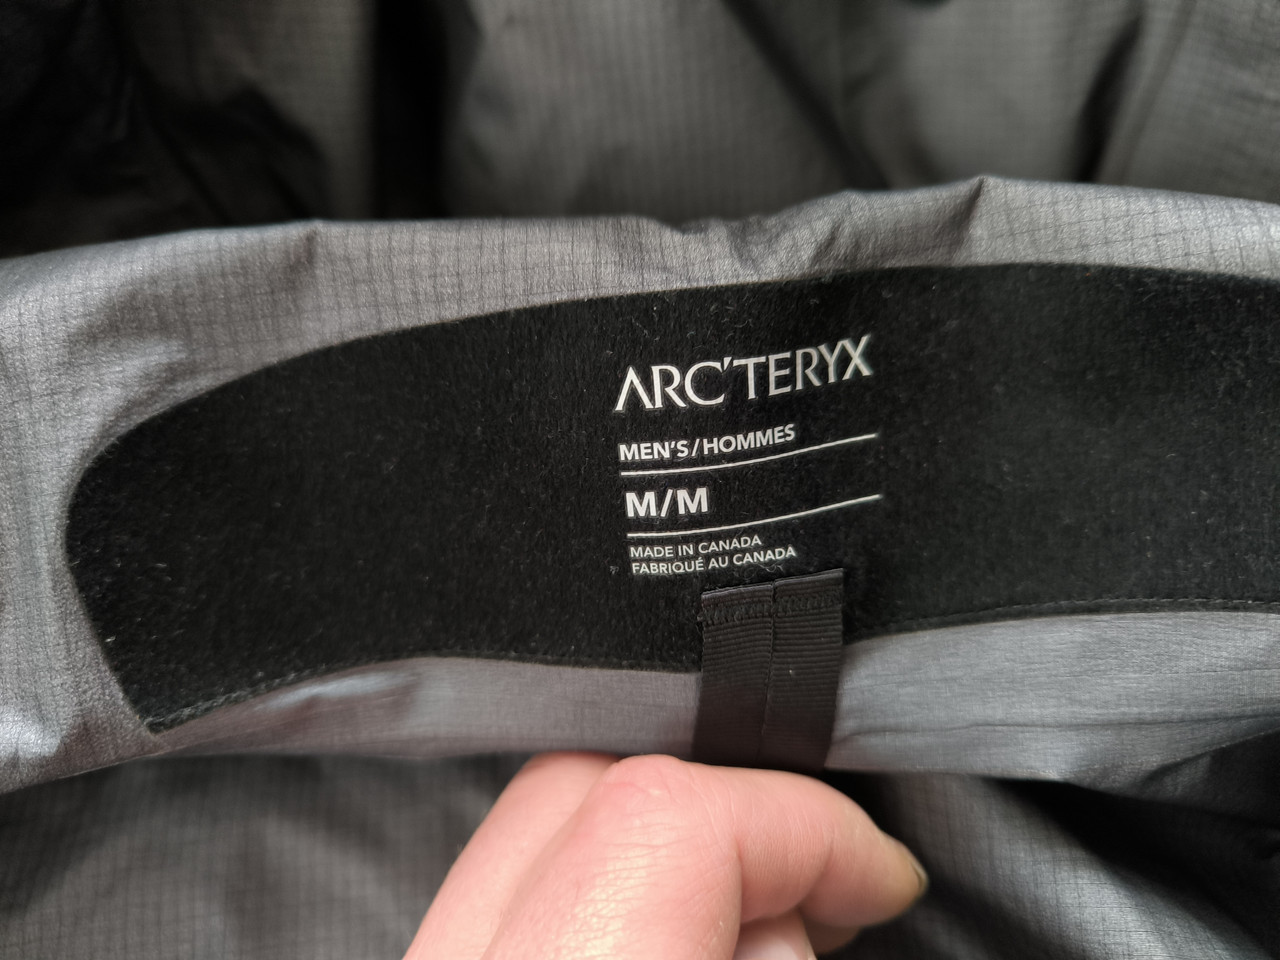 ARC'TERYX
MEN'S/HOMMES
M/M
MADE IN CANADA
FABRIQUÉ AU CANADA